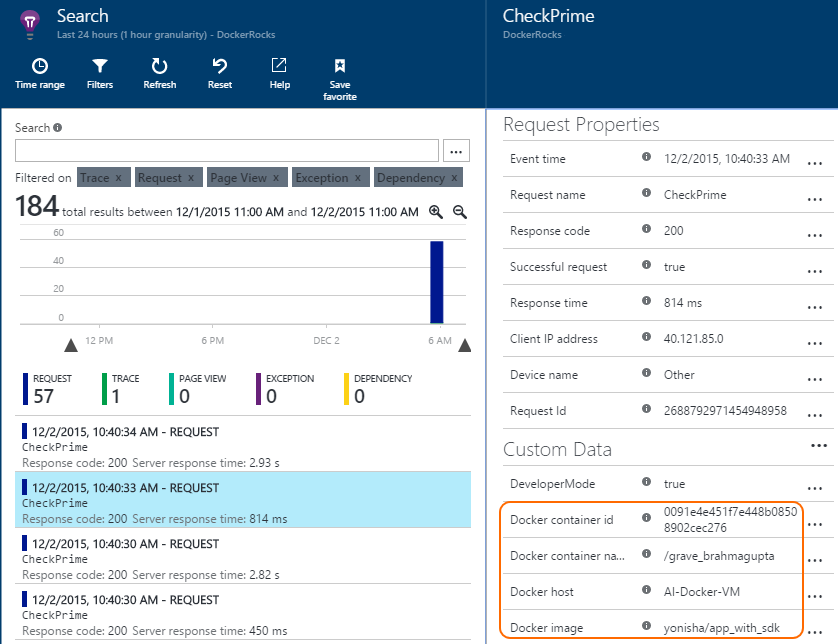 Search
Last 24 hours (1 hour granularity) - DockerRocks
Time range
Filters
Refresh
Reset
Help
Save
favorite
Search
...
Filtered on Trace x Request x Page View x Exception x Dependency x
184 total results between 12/1/2015 11:00 AM and 12/2/2015 11:00 AM
60
40
20
0
12 PM 6 PM DEC 2 6 AM
REQUEST
57
TRACE
1
PAGE VIEW
0
EXCEPTION
0
DEPENDENCY
0
12/2/2015, 10:40:34 AM - REQUEST
CheckPrime
Response code: 200 Server response time: 2.93 s
12/2/2015, 10:40:33 AM - REQUEST
CheckPrime
Response code: 200 Server response time: 814 ms
12/2/2015, 10:40:30 AM - REQUEST
CheckPrime
Response code: 200 Server response time: 2.82 s
12/2/2015, 10:40:30 AM - REQUEST
CheckPrime
Response code: 200 Server response time: 450 ms
CheckPrime
DockerRocks
Request Properties
Event time 12/2/2015, 10:40:33 AM ...
Request name CheckPrime ...
Response code 200 ...
Successful request true ...
Response time 814 ms ...
Client IP address 40.121.85.0 ...
Device name Other ...
Request Id 2688792971454948958 ...
Custom Data ...
DeveloperMode true ...
Docker container id 0091e4e451f7e448b0850
8902cec276 ...
Docker container na... /grave_brahmagupta ...
Docker host AI-Docker-VM ...
Docker image yonisha/app_with_sdk ...